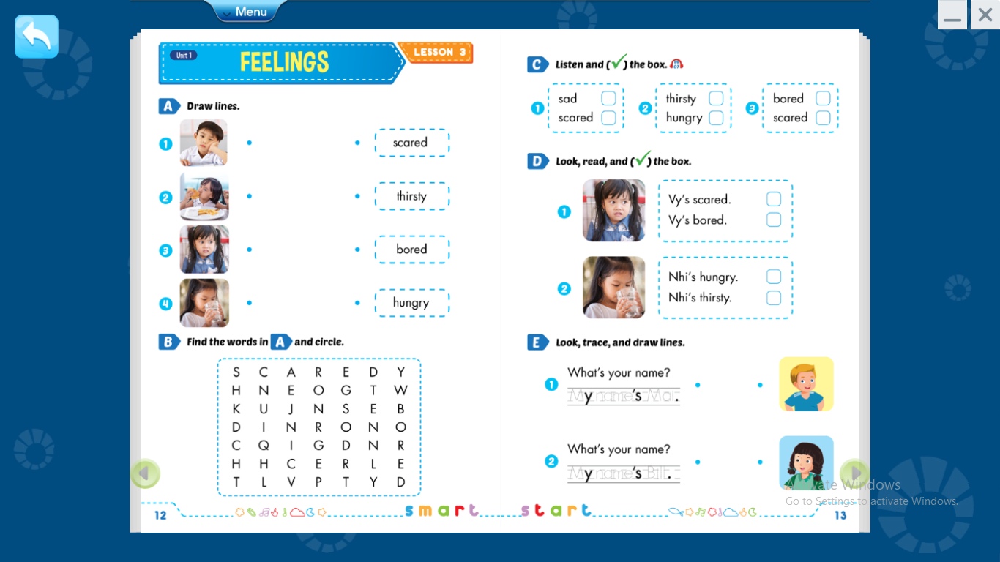 Menu
Unit 1
FEELINGS
LESSON 3
A Draw lines.
1
scared
2
thirsty
3
bored
4
hungry
B Find the words in A and circle.
S C A R E D Y
H N E O G T W
K U J N S E B
D I N R O N O
C Q I G D N R
H H C E R L E
T L V P T Y D
12
smart start
C Listen and (✓) the box.
07
1 sad
scared
2 thirsty
hungry
3 bored
scared
D Look, read, and (✓) the box.
1
Vy's scared.
Vy's bored.
2
Nhi's hungry.
Nhi's thirsty.
E Look, trace, and draw lines.
1 What's your name?
My name's Mai.
2 What's your name?
My name's Bill.
13
Activate Windows
Go to Settings to activate Windows.